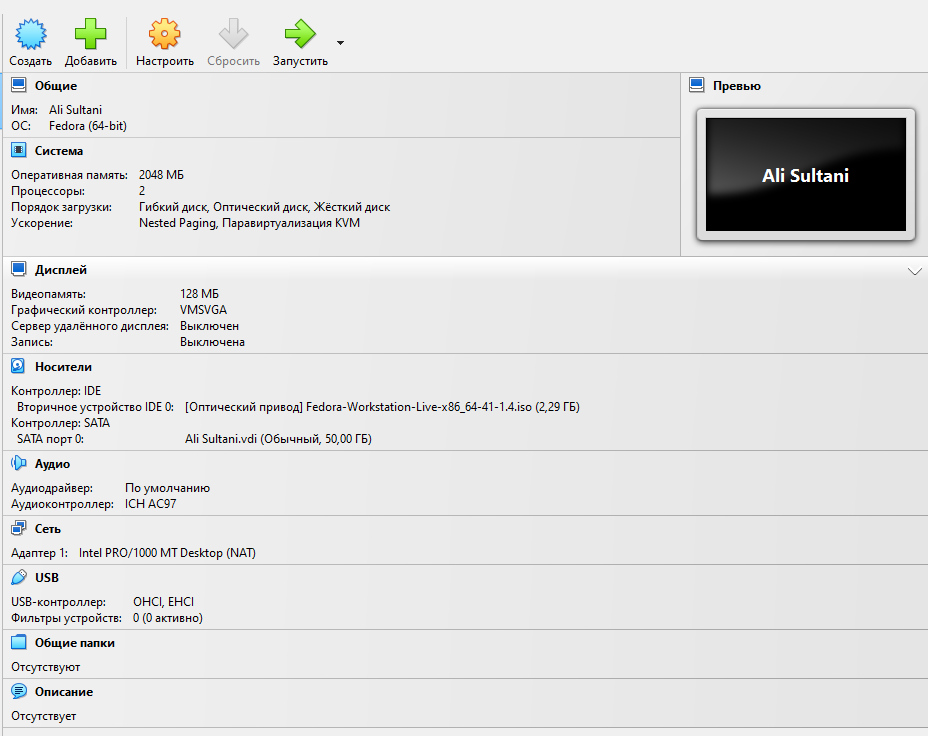 Создать Добавить Настроить Сбросить Запустить
Общие
Имя: Ali Sultani
ОС: Fedora (64-bit)
Превью
Ali Sultani
Система
Оперативная память: 2048 МБ
Процессоры: 2
Порядок загрузки: Гибкий диск, Оптический диск, Жёсткий диск
Ускорение: Nested Paging, Паравиртуализация KVM
Дисплей
Видеопамять: 128 МБ
Графический контроллер: VMSVGA
Сервер удалённого дисплея: Выключен
Запись: Выключена
Носители
Контроллер: IDE
Вторичное устройство IDE 0: [Оптический привод] Fedora-Workstation-Live-x86_64-41-1.4.iso (2,29 ГБ)
Контроллер: SATA
SATA порт 0: Ali Sultani.vdi (Обычный, 50,00 ГБ)
Аудио
Аудиодрайвер: По умолчанию
Аудиоконтроллер: ICH AC97
Сеть
Адаптер 1: Intel PRO/1000 MT Desktop (NAT)
USB
USB-контроллер: OHCI, EHCI
Фильтры устройств: 0 (0 активно)
Общие папки
Отсутствуют
Описание
Отсутствует